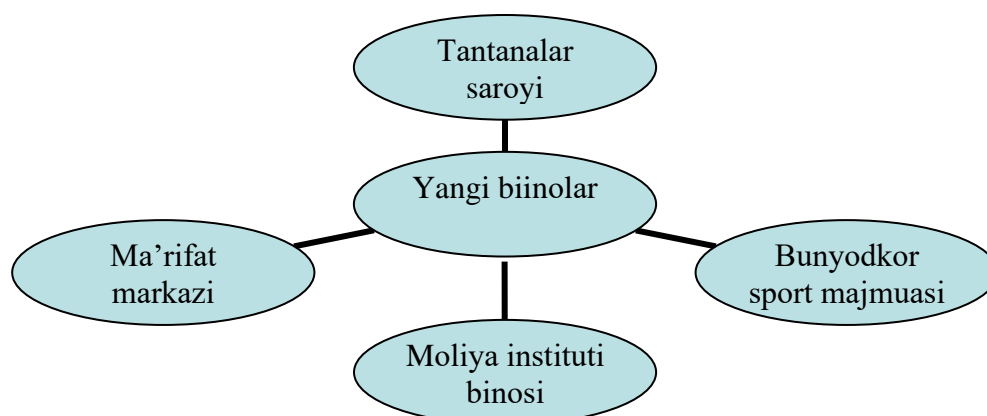 Tantanalar
saroyi
Yangi biinolar
Ma’rifat
markazi
Bunyodkor
sport majmuasi
Moliya instituti
binosi